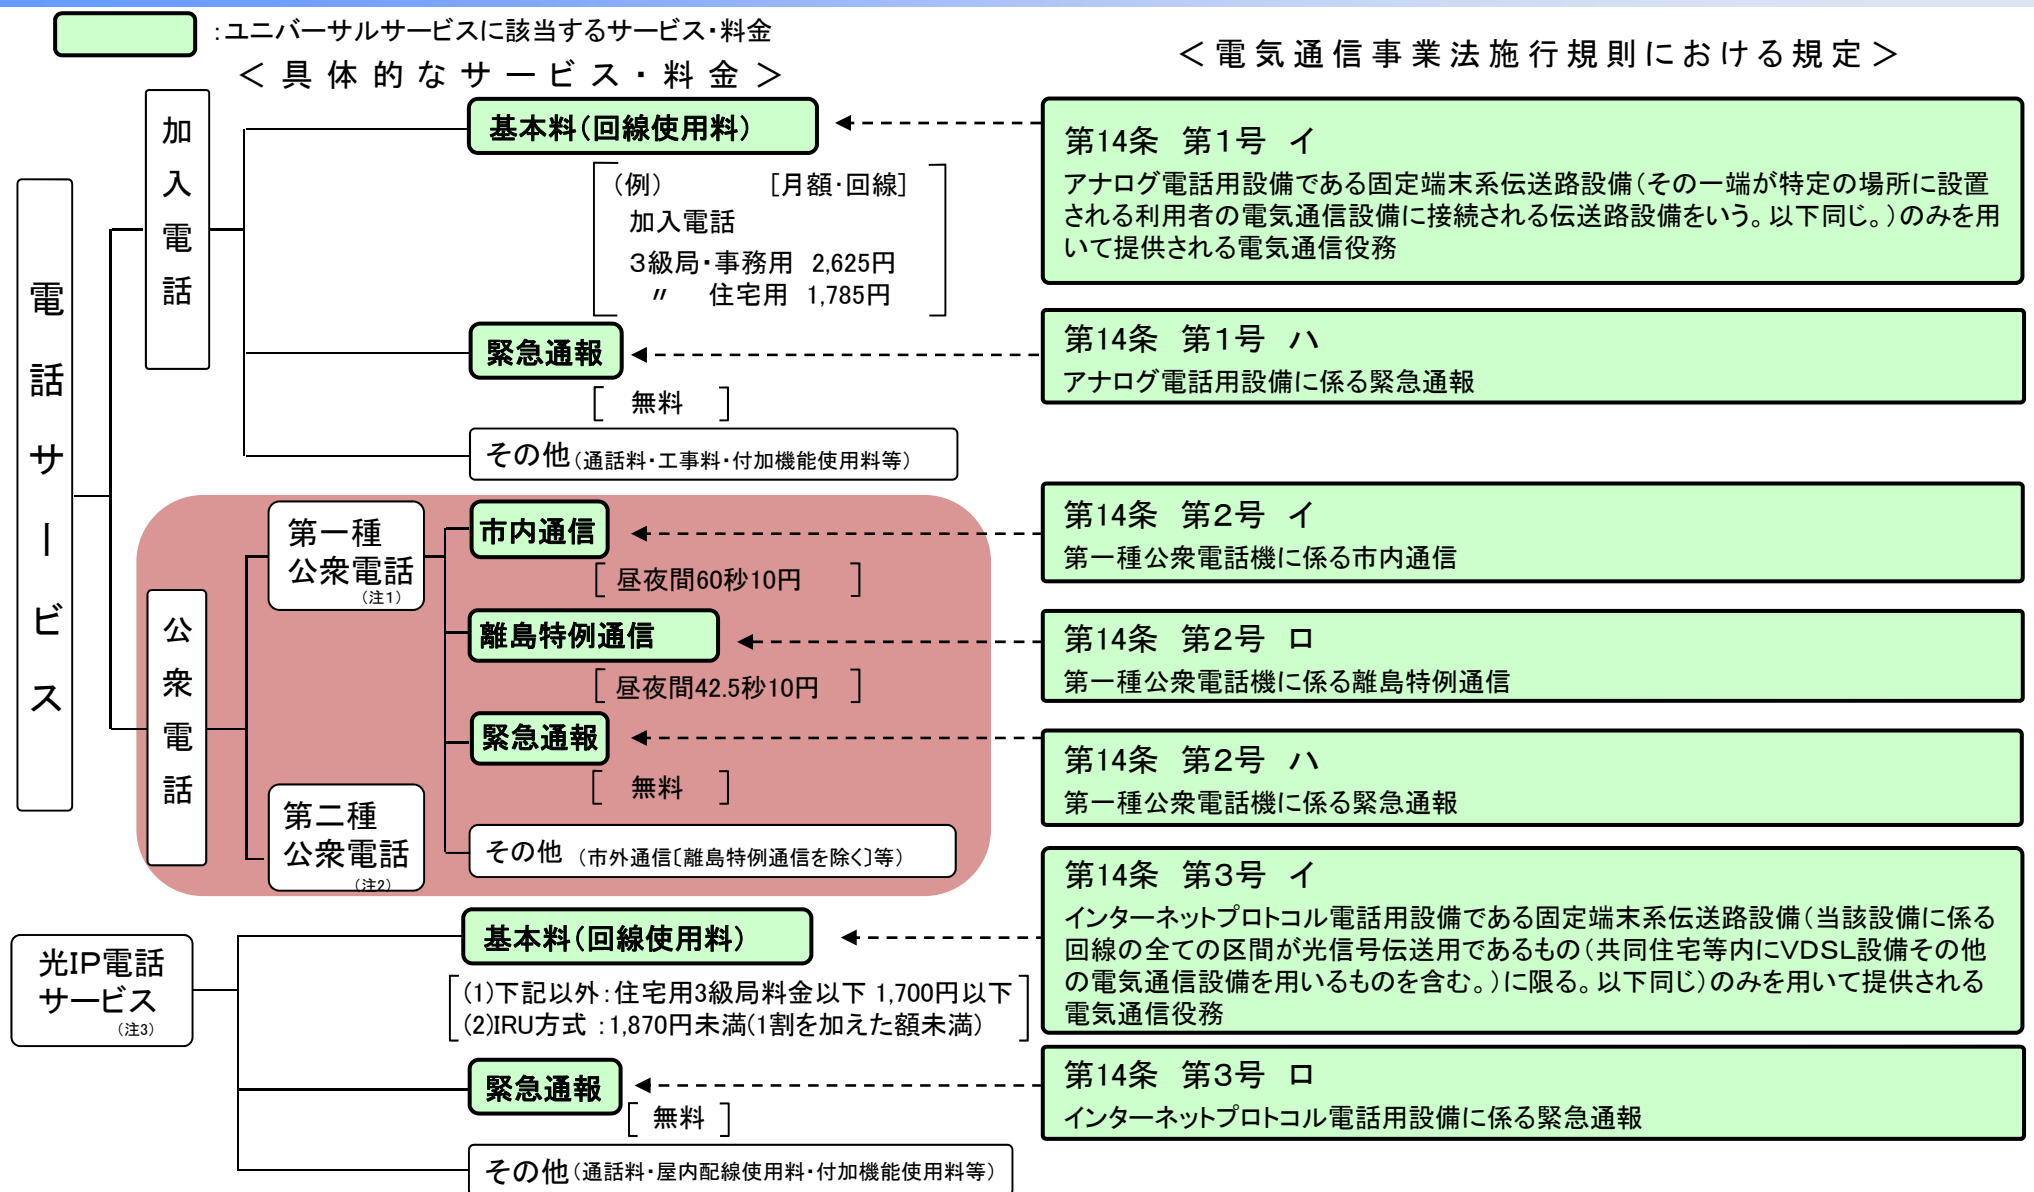 ：ユニバーサルサービスに該当するサービス・料金
＜具体的なサービス・料金＞
＜電気通信事業法施行規則における規定＞
電話サービス
加入電話
基本料（回線使用料）
（例）　［月額・回線］
加入電話
３級局・事務用 2,625円
〃 住宅用 1,785円
緊急通報
［ 無料 ］
その他（通話料・工事料・付加機能使用料等）
公衆電話
第一種
公衆電話
（注１）
市内通信
［ 昼夜間60秒10円 ］
離島特例通信
［ 昼夜間42.5秒10円 ］
緊急通報
［ 無料 ］
その他（市外通信〔離島特例通信を除く〕等）
第二種
公衆電話
（注２）
光IP電話
サービス
（注３）
基本料（回線使用料）
(1)下記以外：住宅用3級局料金以下 1,700円以下
(2)IRU方式 ：1,870円未満(1割を加えた額未満)
緊急通報
［ 無料 ］
その他（通話料・屋内配線使用料・付加機能使用料等）
第14条　第１号　イ
アナログ電話用設備である固定端末系伝送路設備（その一端が特定の場所に設置
される利用者の電気通信設備に接続される伝送路設備をいう。以下同じ。）のみを用
いて提供される電気通信役務
第14条　第１号　ハ
アナログ電話用設備に係る緊急通報
第14条　第２号　イ
第一種公衆電話機に係る市内通信
第14条　第２号　ロ
第一種公衆電話機に係る離島特例通信
第14条　第２号　ハ
第一種公衆電話機に係る緊急通報
第14条　第３号　イ
インターネットプロトコル電話用設備である固定端末系伝送路設備（当該設備に係る
回線の全ての区間が光信号伝送用であるもの（共同住宅等内にVDSL設備その他
の電気通信設備を用いるものを含む。）に限る。以下同じ）のみを用いて提供される
電気通信役務
第14条　第３号　ロ
インターネットプロトコル電話用設備に係る緊急通報